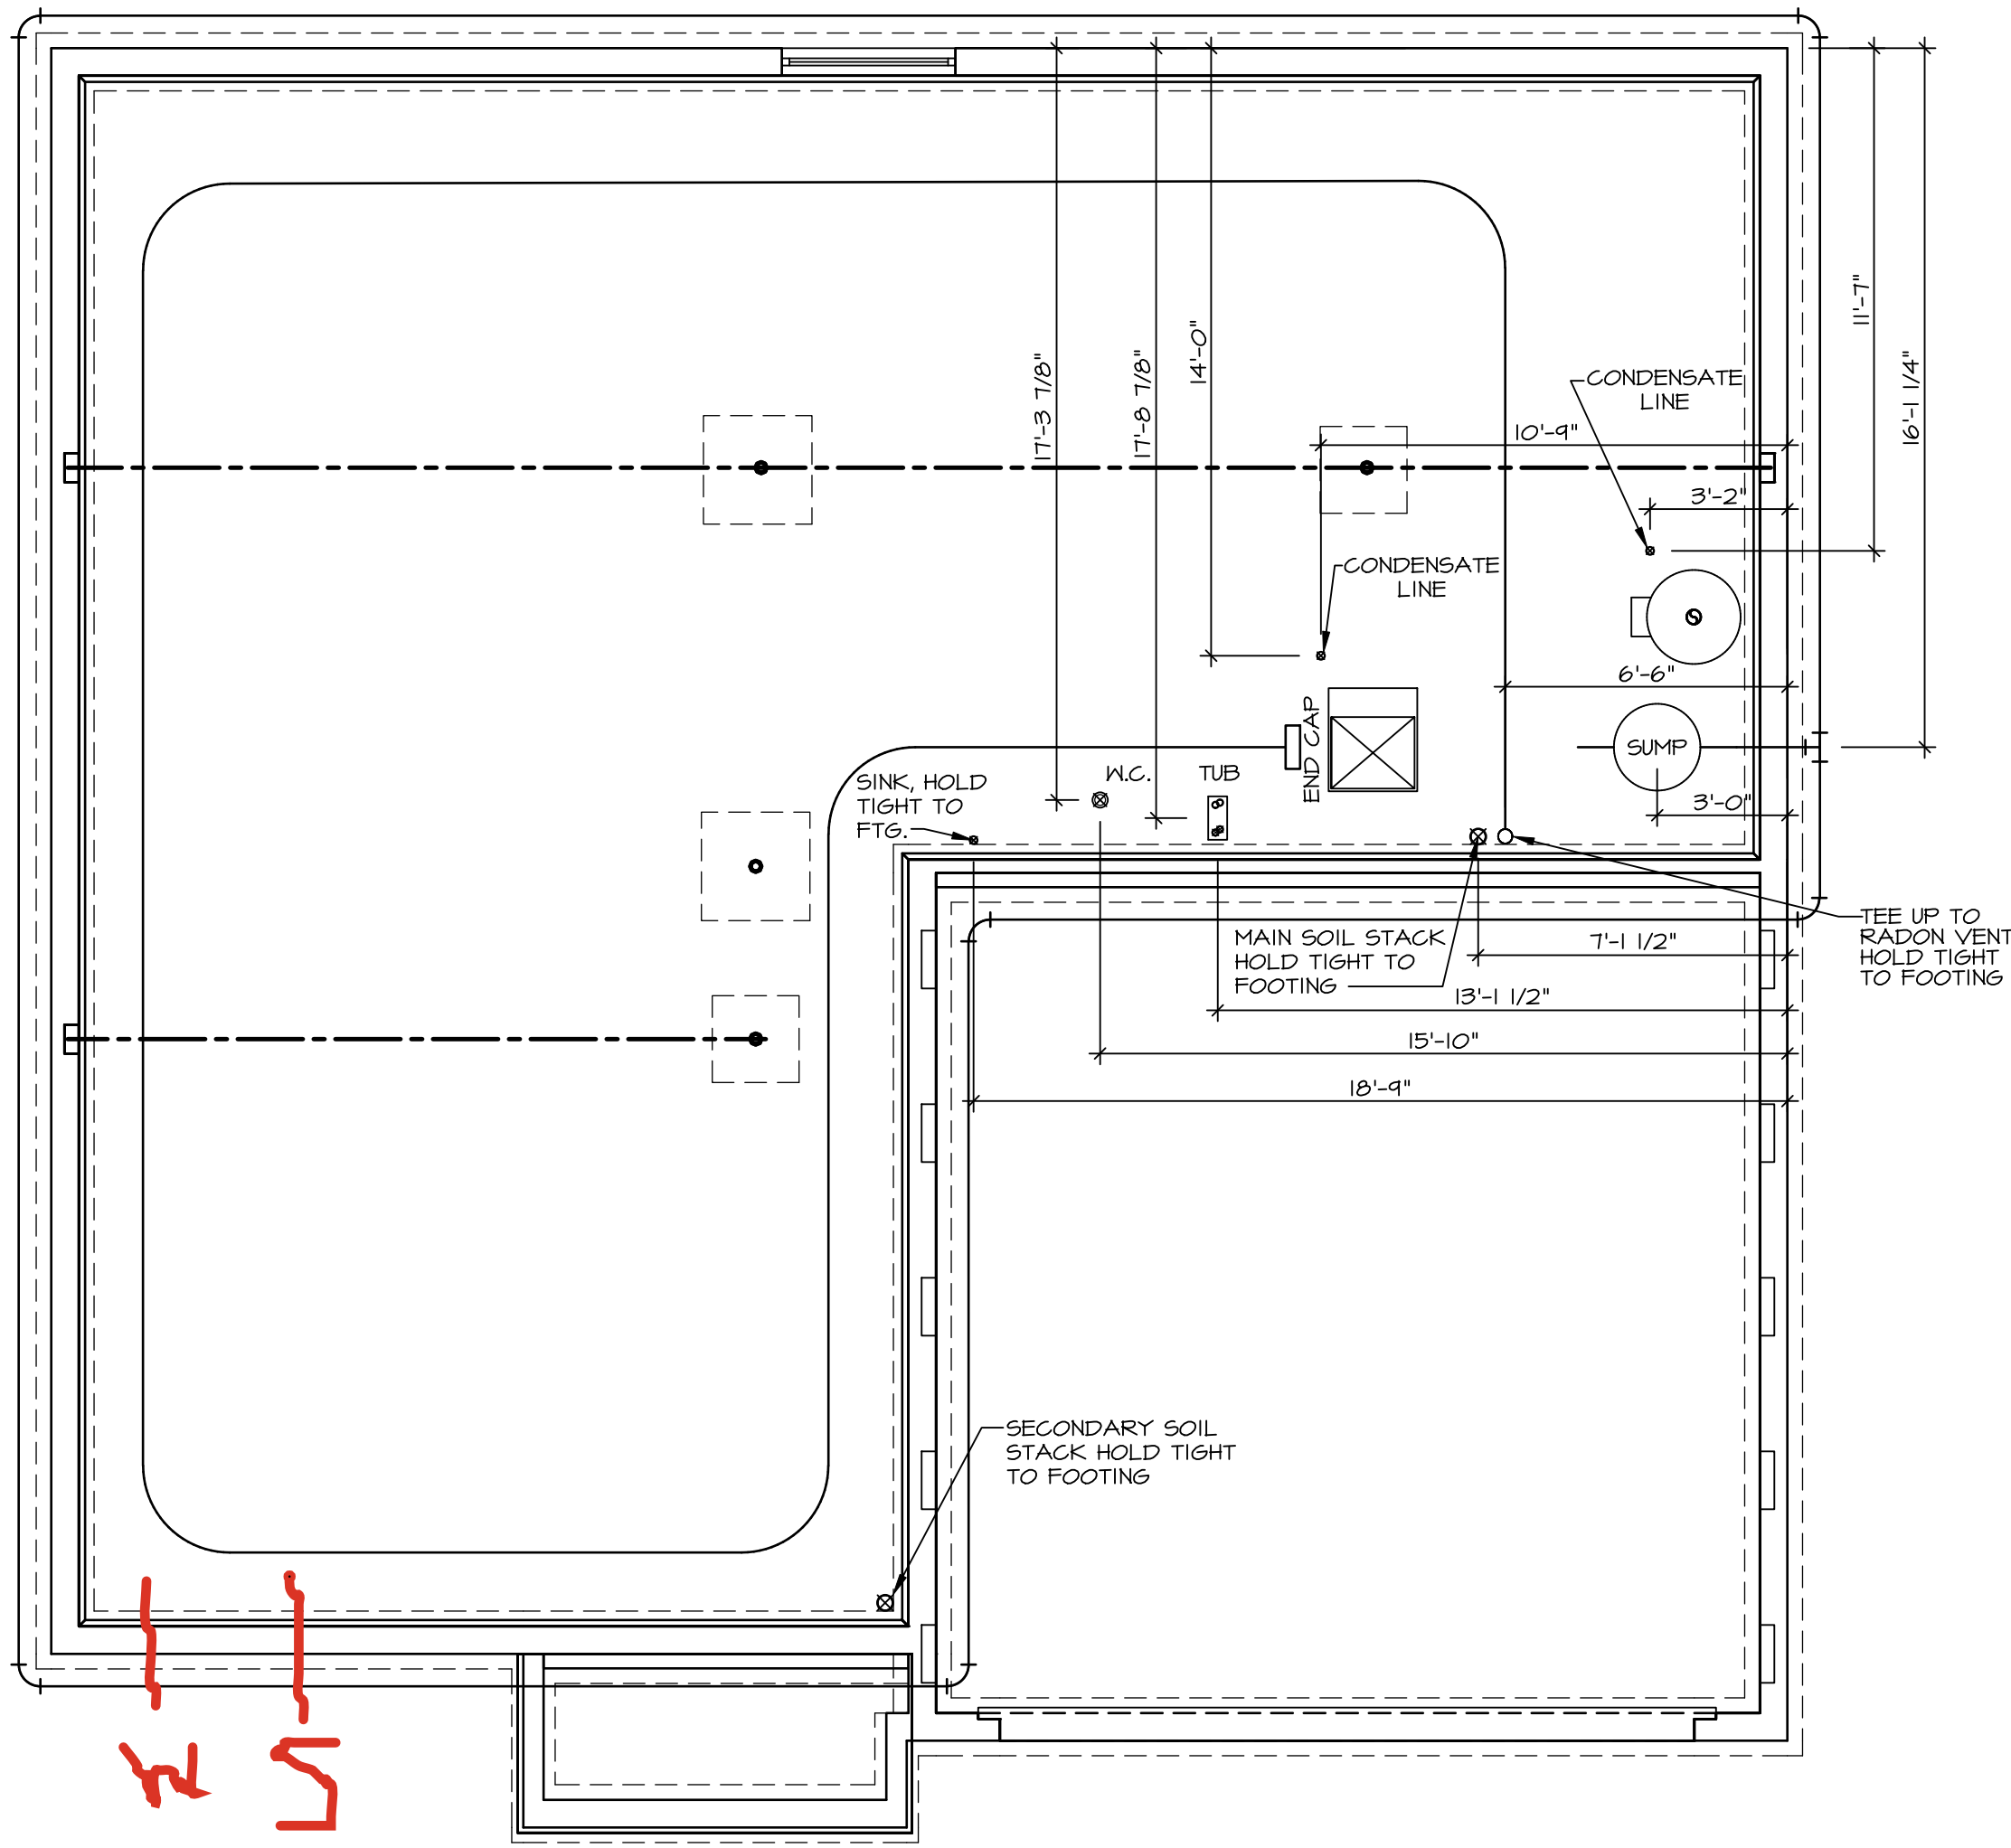 17'-3 7/8"
17'-8 7/8"
14'-0"
11'-7"
16'-1 1/4"
CONDENSATE
LINE
10'-9"
3'-2"
CONDENSATE
LINE
6'-6"
END CAP
SUMP
SINK, HOLD
TIGHT TO
FTG.
W.C.
TUB
3'-0"
TEE UP TO
RADON VENT
HOLD TIGHT
TO FOOTING
MAIN SOIL STACK
HOLD TIGHT TO
FOOTING
7'-1 1/2"
13'-1 1/2"
15'-10"
18'-9"
SECONDARY SOIL
STACK HOLD TIGHT
TO FOOTING